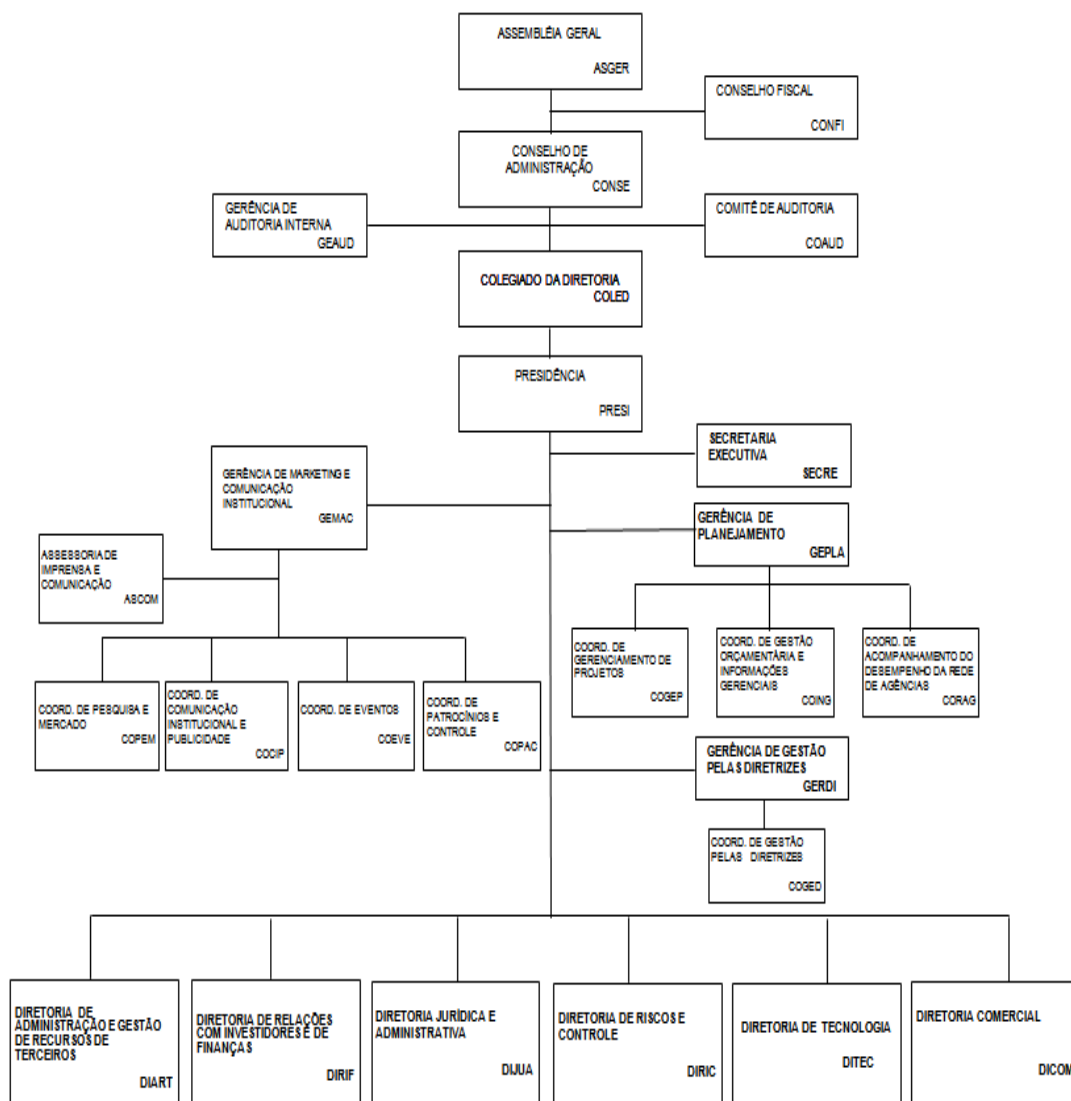 ASSEMBLÉIA GERAL
ASGER
CONSELHO FISCAL
CONFI
CONSELHO DE
ADMINISTRAÇÃO
CONSE
GERÊNCIA DE
AUDITORIA INTERNA
GEAUD
COMITÊ DE AUDITORIA
COAUD
COLEGIADO DA DIRETORIA
COLED
PRESIDÊNCIA
PRESI
SECRETARIA
EXECUTIVA
SECRE
GERÊNCIA DE MARKETING E
COMUNICAÇÃO
INSTITUCIONAL
GEMAC
GERÊNCIA DE
PLANEJAMENTO
GEPLA
ASSESSORIA DE
IMPRENSA E
COMUNICAÇÃO
ASCOM
COORD. DE
GERENCIAMENTO DE
PROJETOS
COGEP
COORD. DE GESTÃO
ORÇAMENTÁRIA E
INFORMAÇÕES
GERENCIAIS
COING
COORD. DE
ACOMPANHAMENTO DO
DESEMPENHO DA REDE
DE AGÊNCIAS
CORAG
COORD. DE PESQUISA E
MERCADO
COPEM
COORD. DE
COMUNICAÇÃO
INSTITUCIONAL E
PUBLICIDADE
COCIP
COORD. DE EVENTOS
COEVE
COORD. DE
PATROCÍNIOS E
CONTROLE
COPAC
GERÊNCIA DE GESTÃO
PELAS DIRETRIZES
GERDI
COORD. DE GESTÃO
PELAS DIRETRIZES
COGED
DIRETORIA DE
ADMINISTRAÇÃO E GESTÃO
DE RECURSOS DE
TERCEIROS
DIART
DIRETORIA DE RELAÇÕES
COM INVESTIDORES E DE
FINANÇAS
DIRIF
DIRETORIA JURÍDICA E
ADMINISTRATIVA
DIJUA
DIRETORIA DE RISCOS E
CONTROLE
DIRIC
DIRETORIA DE TECNOLOGIA
DITEC
DIRETORIA COMERCIAL
DICOM